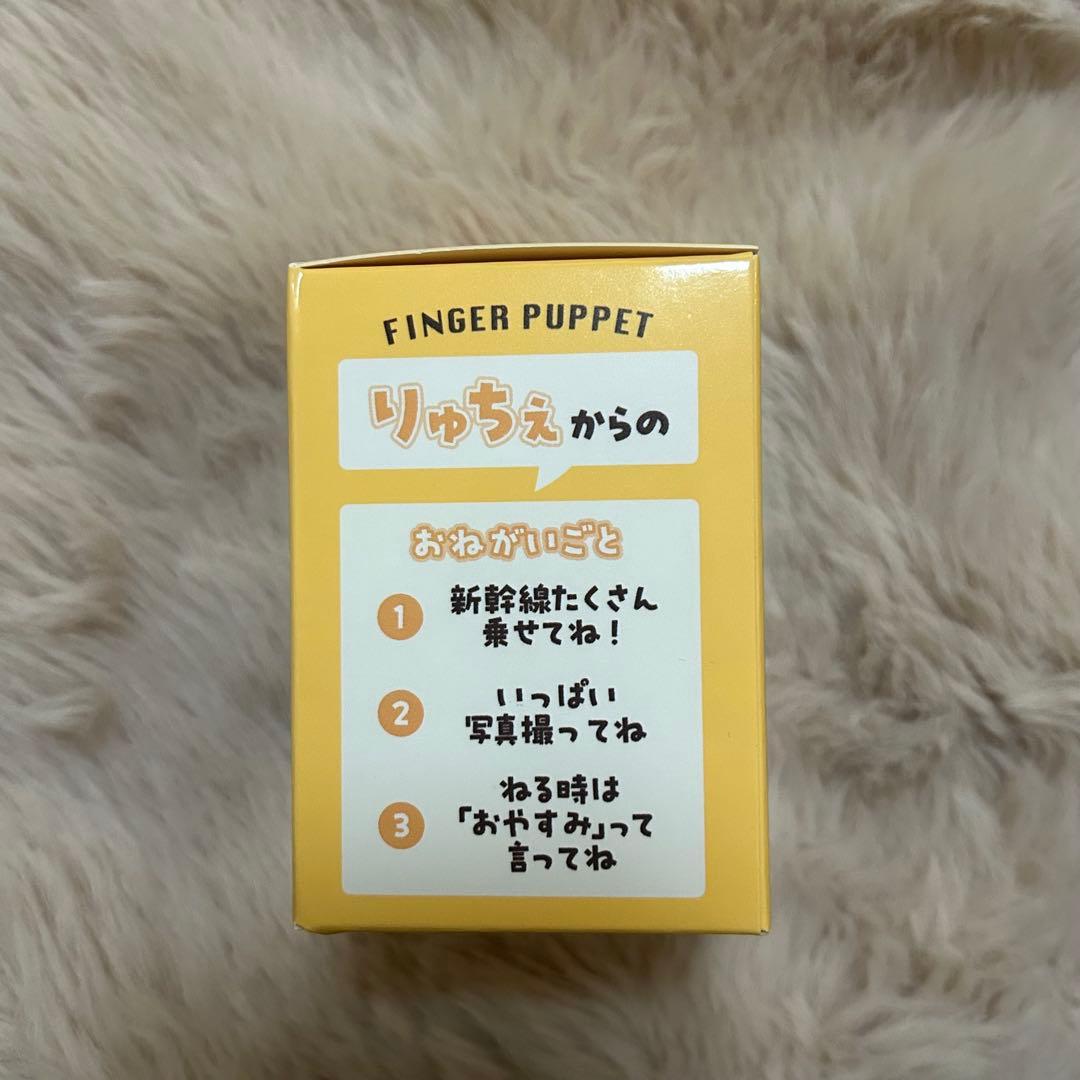 FINGER PUPPET
りゅちぇからの
おねがいごと
1 新幹線たくさん
乗せてね！
2 いっぱい
写真撮ってね
3 ねる時は
「おやすみ」って
言ってね